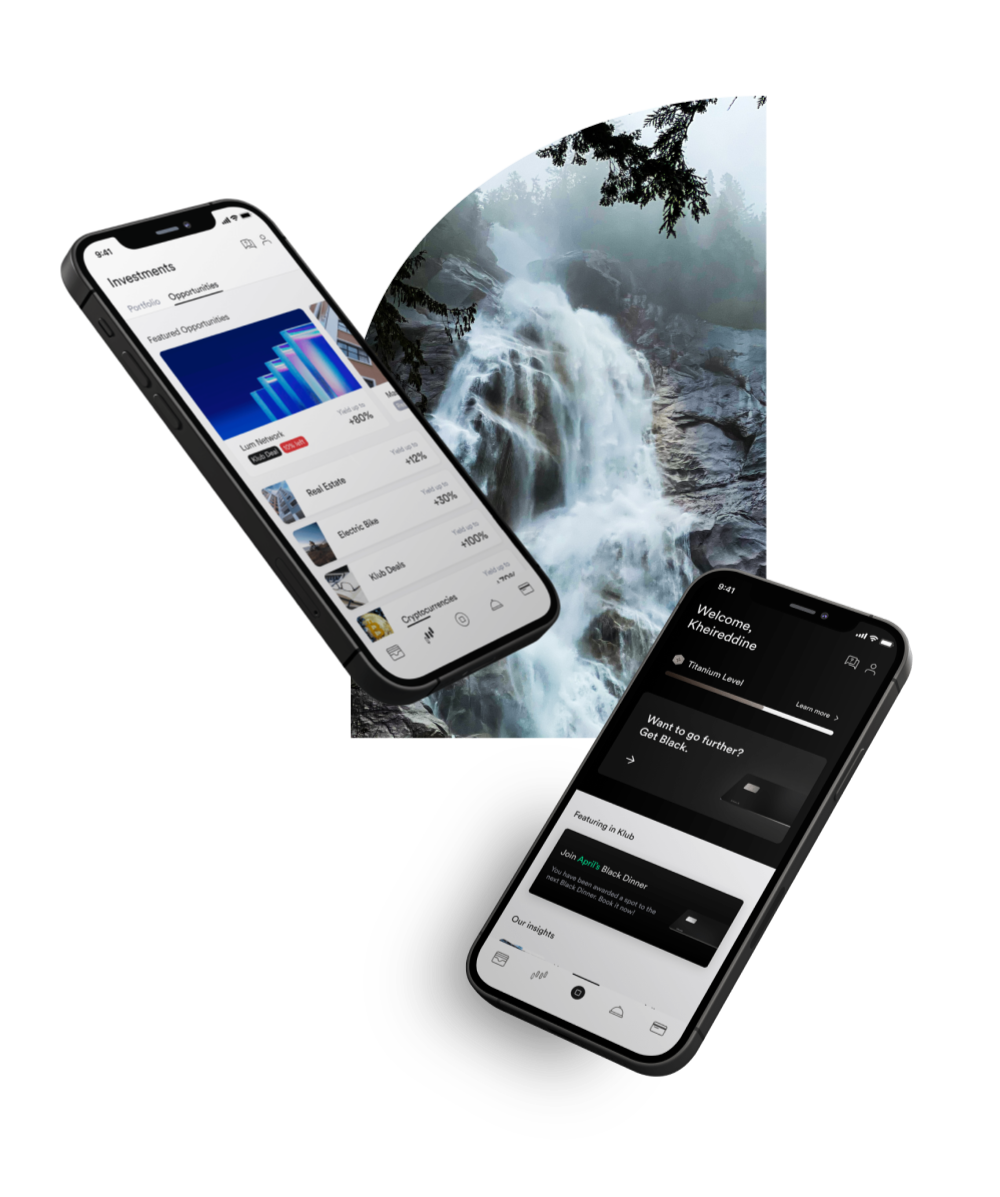 9:41
Investments
Portfolio
Opportunities
Featured Opportunities
Lum Network
Klub Deal
10% left
Yield up to
+80%
Real Estate
Yield up to
+12%
Electric Bike
Yield up to
+30%
Klub Deals
Yield up to
+100%
Cryptocurrencies
Yield up to
9:41
Welcome,
Kheireddine
Titanium Level
Learn more
Want to go further?
Get Black.
Featuring in Klub
Join April's Black Dinner
You have been awarded a spot to the
next Black Dinner. Book it now!
Our insights